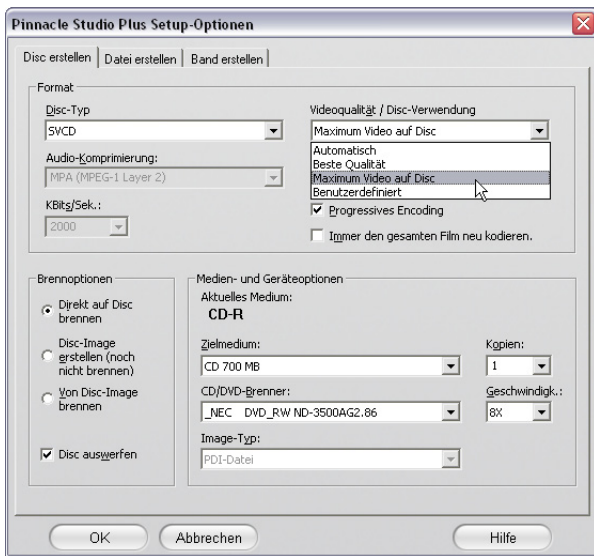 Pinnacle Studio Plus Setup-Optionen
Disc erstellen
Datei erstellen
Band erstellen
Format
Disc-Typ
SVCD
Audio-Komprimierung:
MPA (MPEG-1 Layer 2)
KBits/Sek.:
2000
Videoqualität / Disc-Verwendung
Maximum Video auf Disc
Automatisch
Beste Qualität
Maximum Video auf Disc
Benutzerdefiniert
Progressives Encoding
Immer den gesamten Film neu kodieren.
Brennoptionen
Direkt auf Disc
brennen
Disc-Image
erstellen (noch
nicht brennen)
Von Disc-Image
brennen
Disc auswerfen
Medien- und Geräteoptionen
Aktuelles Medium:
CD-R
Zielmedium:
CD 700 MB
Kopien:
1
CD/DVD-Brenner:
_NEC DVD_RW ND-3500AG2.86
Geschwindigk.:
8X
Image-Typ:
PDI-Datei
OK
Abbrechen
Hilfe